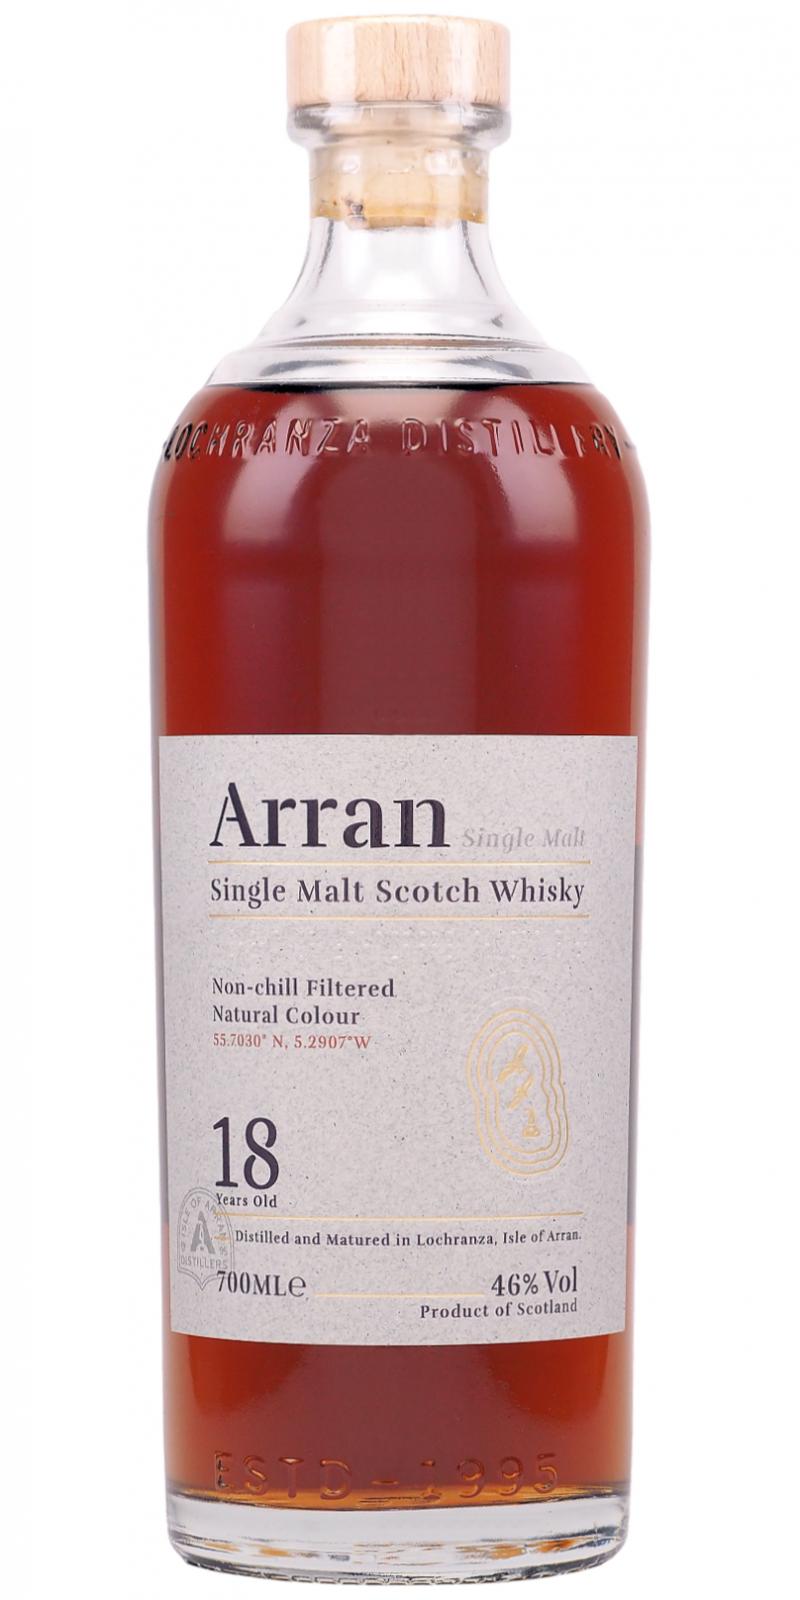 LOCHRANZA DISTILLERY
Arran Single Malt
Single Malt Scotch Whisky
Non-chill Filtered
Natural Colour
55.7030° N, 5.2907°W
18
Years Old
ISLE OF ARRAN
A
19 95
DISTILLERS
Distilled and Matured in Lochranza, Isle of Arran.
700ML℮ 46% Vol
Product of Scotland
ESTD - 1995